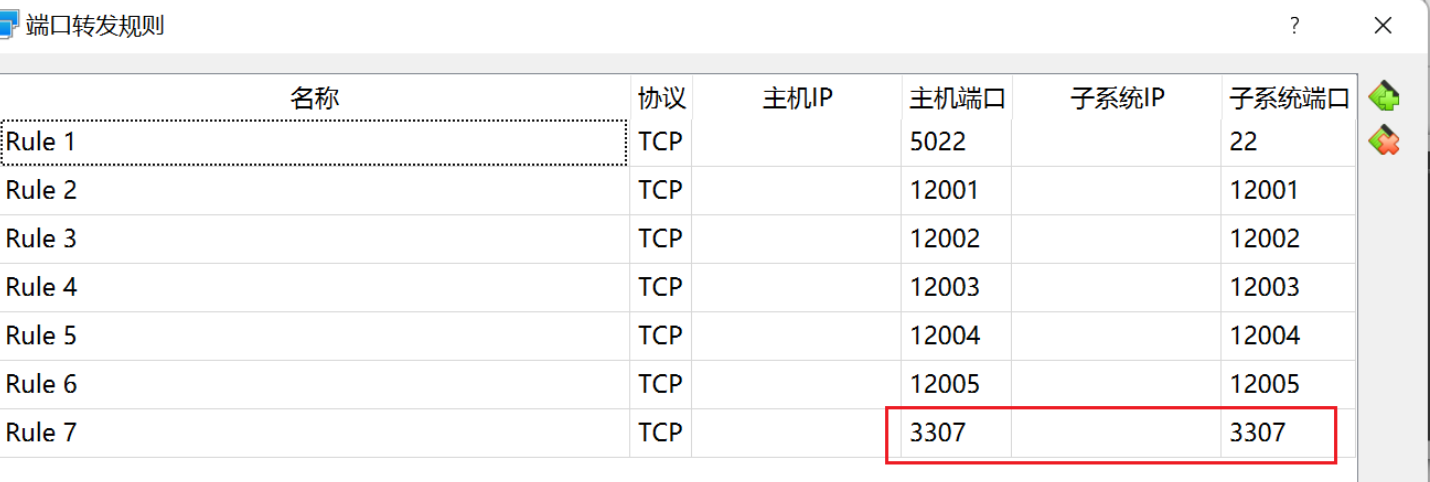 端口转发规则
名称 协议 主机IP 主机端口 子系统IP 子系统端口
Rule 1 TCP 5022 22
Rule 2 TCP 12001 12001
Rule 3 TCP 12002 12002
Rule 4 TCP 12003 12003
Rule 5 TCP 12004 12004
Rule 6 TCP 12005 12005
Rule 7 TCP 3307 3307